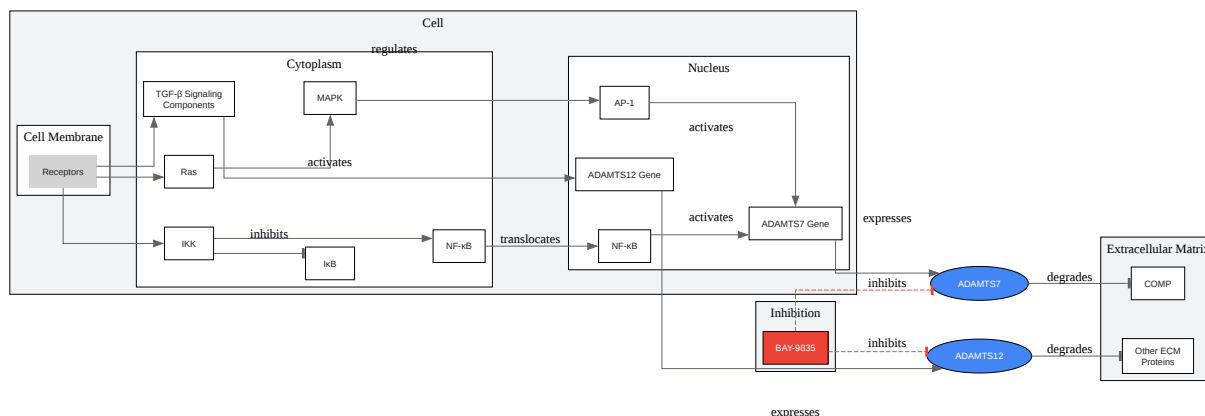 Cell
regulates
Cytoplasm
Nucleus
TGF-β Signaling
Components
MAPK
AP-1
Cell Membrane
activates
Receptors
Ras
activates
ADAMTS12 Gene
IKK
inhibits
IκB
NF-κB
translocates
NF-κB
activates
ADAMTS7 Gene
expresses
Extracellular Matrix
inhibits
ADAMTS7
degrades
COMP
Inhibition
BAY-9835
inhibits
ADAMTS12
degrades
Other ECM
Proteins
expresses